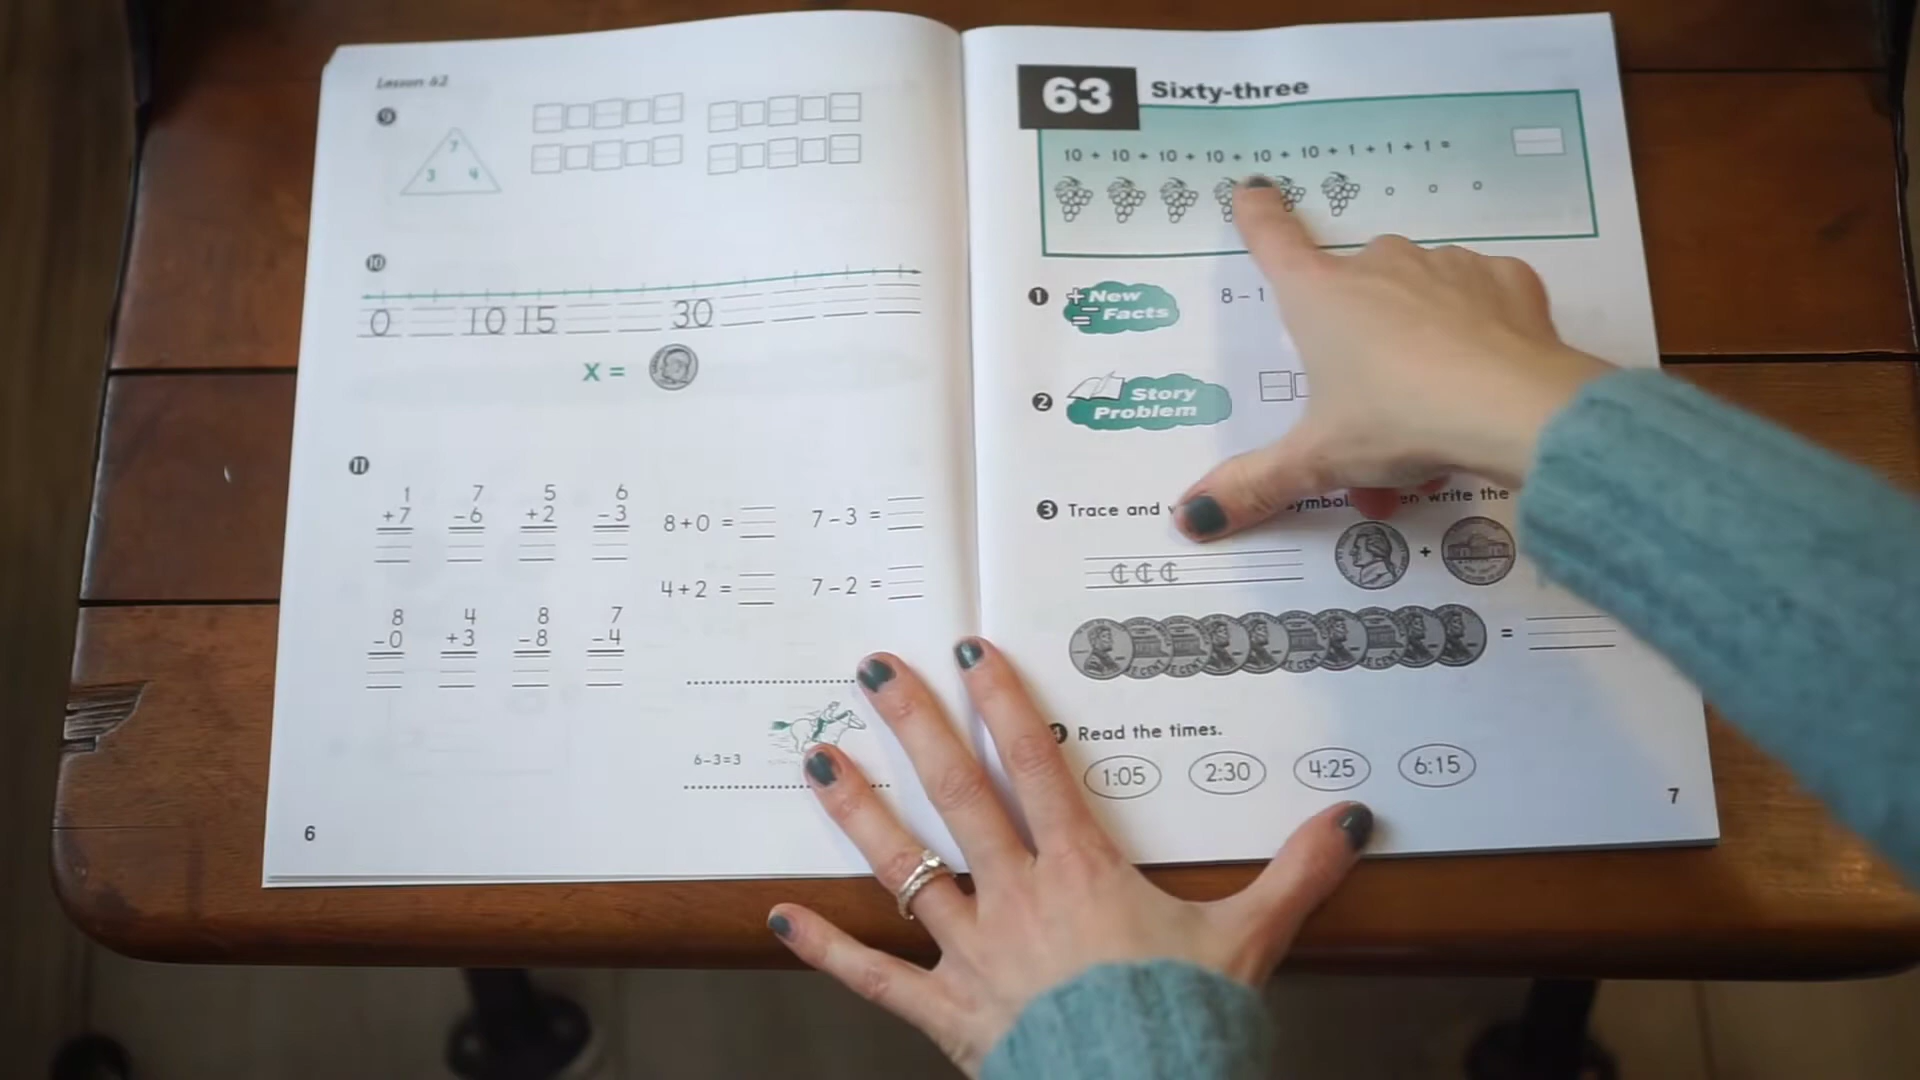 Lesson 62
9
7
3 4
10
0 10 15 30
X =
11
1 7 5 6
+7 -6 +2 -3
8+0 = 7-3 =
4+2 = 7-2 =
8 4 8 7
-0 +3 -8 -4
6-3=3
6
63 Sixty-three
10 + 10 + 10 + 10 + 10 + 10 + 1 + 1 + 1 =
1 + - = New Facts 8 - 1
2 Story Problem
3 Trace and write the
¢ ¢ ¢ +
=
4 Read the times.
1:05 2:30 4:25 6:15
7